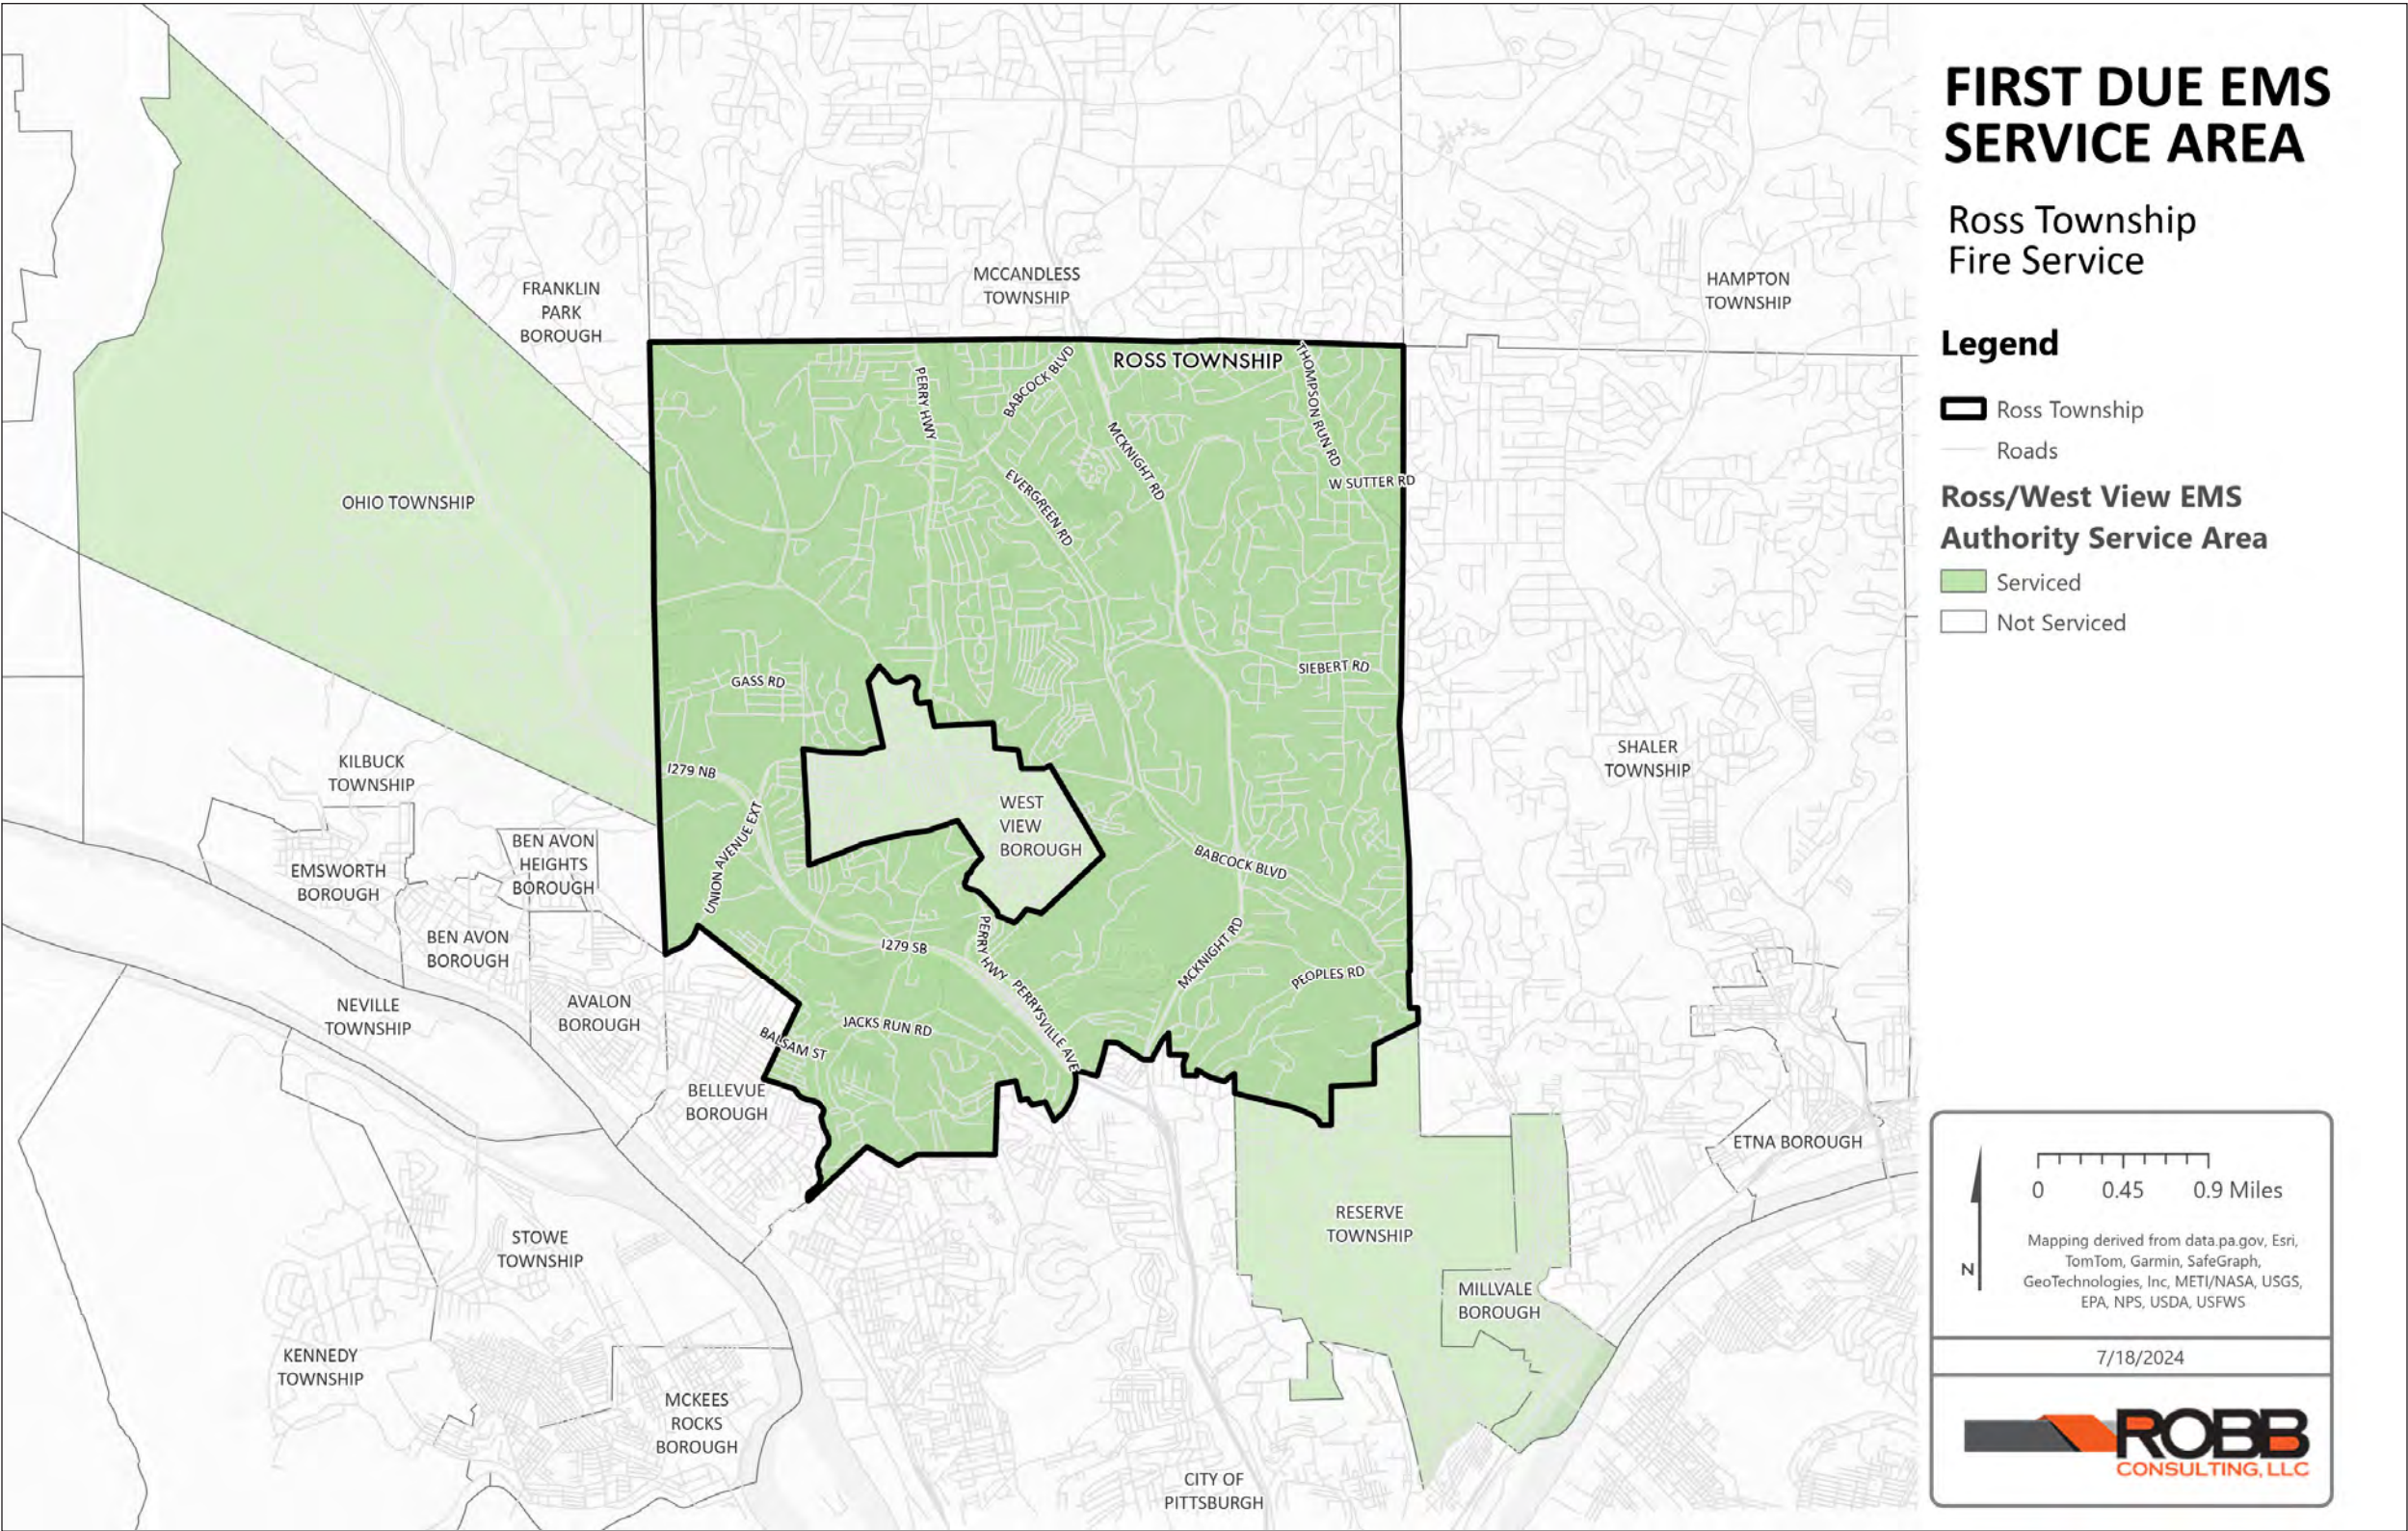 FIRST DUE EMS
SERVICE AREA
Ross Township
Fire Service
Legend
Ross Township
Roads
Ross/West View EMS
Authority Service Area
Serviced
Not Serviced
FRANKLIN
PARK
BOROUGH
MCCANDLESS
TOWNSHIP
HAMPTON
TOWNSHIP
ROSS TOWNSHIP
PERRY HWY
BABCOCK BLVD
THOMPSON RUN RD
MCKNIGHT RD
W SUTTER RD
EVERGREEN RD
OHIO TOWNSHIP
GASS RD
SIEBERT RD
KILBUCK
TOWNSHIP
I279 NB
SHALER
TOWNSHIP
WEST
VIEW
BOROUGH
UNION AVENUE EXT
BEN AVON
HEIGHTS
BOROUGH
EMSWORTH
BOROUGH
BABCOCK BLVD
BEN AVON
BOROUGH
I279 SB
PERRY HWY
MCKNIGHT RD
PEOPLES RD
NEVILLE
TOWNSHIP
AVALON
BOROUGH
JACKS RUN RD
PERRYSVILLE AVE
BALSAM ST
BELLEVUE
BOROUGH
ETNA BOROUGH
RESERVE
TOWNSHIP
STOWE
TOWNSHIP
MILLVALE
BOROUGH
KENNEDY
TOWNSHIP
MCKEES
ROCKS
BOROUGH
CITY OF
PITTSBURGH
0 0.45 0.9 Miles
N
Mapping derived from data.pa.gov, Esri,
TomTom, Garmin, SafeGraph,
GeoTechnologies, Inc, METI/NASA, USGS,
EPA, NPS, USDA, USFWS
7/18/2024
ROBB
CONSULTING, LLC